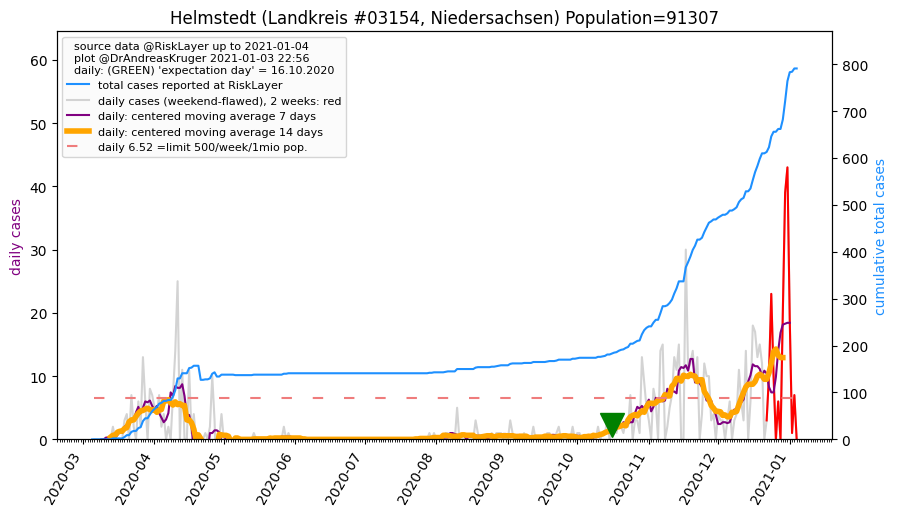 Helmstedt (Landkreis #03154, Niedersachsen) Population=91307
source data @RiskLayer up to 2021-01-04
plot @DrAndreasKruger 2021-01-03 22:56
daily: (GREEN) 'expectation day' = 16.10.2020
total cases reported at RiskLayer
daily cases (weekend-flawed), 2 weeks: red
daily: centered moving average 7 days
daily: centered moving average 14 days
daily 6.52 =limit 500/week/1mio pop.
daily cases
60
50
40
30
20
10
0
cumulative total cases
800
700
600
500
400
300
200
100
0
2020-03
2020-04
2020-05
2020-06
2020-07
2020-08
2020-09
2020-10
2020-11
2020-12
2021-01